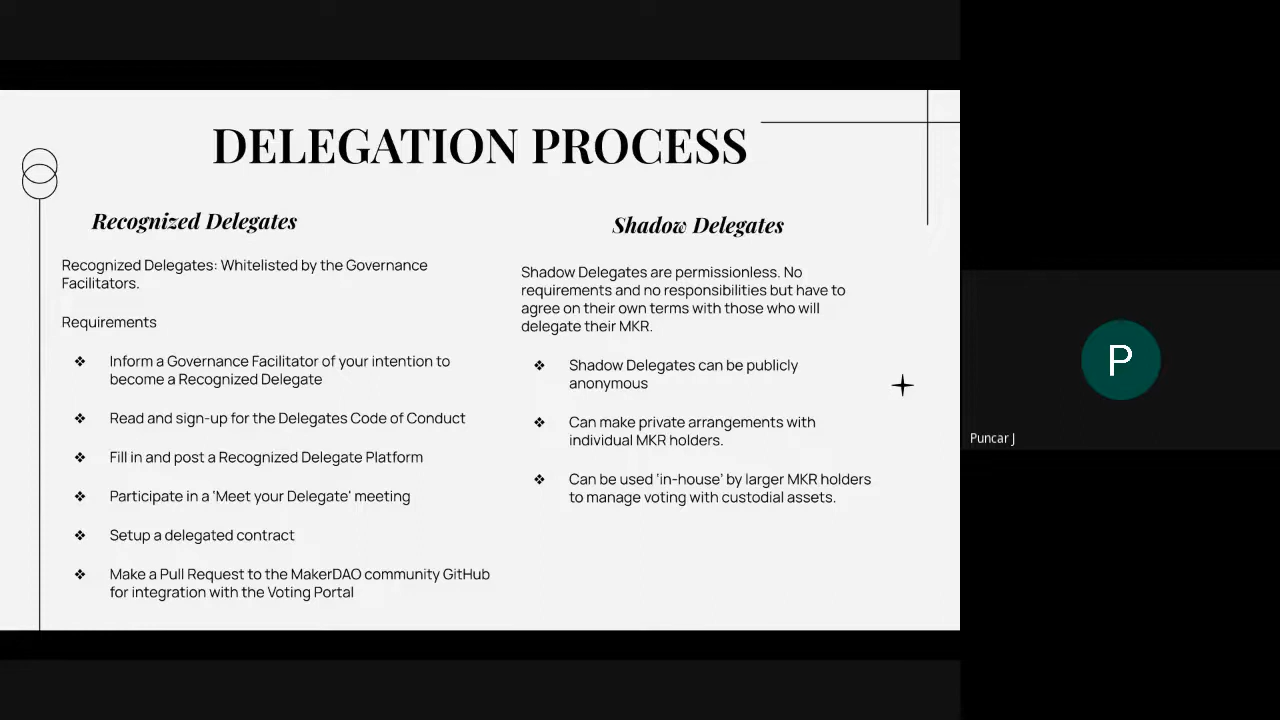 DELEGATION PROCESS
Recognized Delegates
Recognized Delegates: Whitelisted by the Governance
Facilitators.
Requirements
❖ Inform a Governance Facilitator of your intention to
become a Recognized Delegate
❖ Read and sign-up for the Delegates Code of Conduct
❖ Fill in and post a Recognized Delegate Platform
❖ Participate in a 'Meet your Delegate' meeting
❖ Setup a delegated contract
❖ Make a Pull Request to the MakerDAO community GitHub
for integration with the Voting Portal
Shadow Delegates
Shadow Delegates are permissionless. No
requirements and no responsibilities but have to
agree on their own terms with those who will
delegate their MKR.
❖ Shadow Delegates can be publicly
anonymous
❖ Can make private arrangements with
individual MKR holders.
❖ Can be used 'in-house' by larger MKR holders
to manage voting with custodial assets.
P
Puncar J